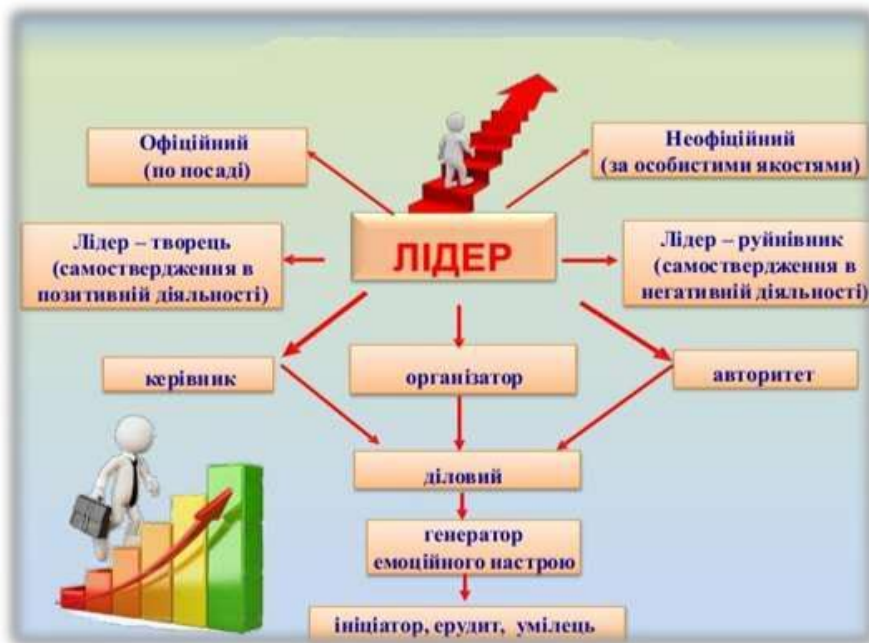 Офіційний
(по посаді)
Неофіційний
(за особистими якостями)
ЛІДЕР
Лідер – творець
(самоствердження в
позитивній діяльності)
Лідер – руйнівник
(самоствердження в
негативній діяльності)
керівник
організатор
авторитет
діловий
генератор
емоційного настрою
ініціатор, ерудит, умілець